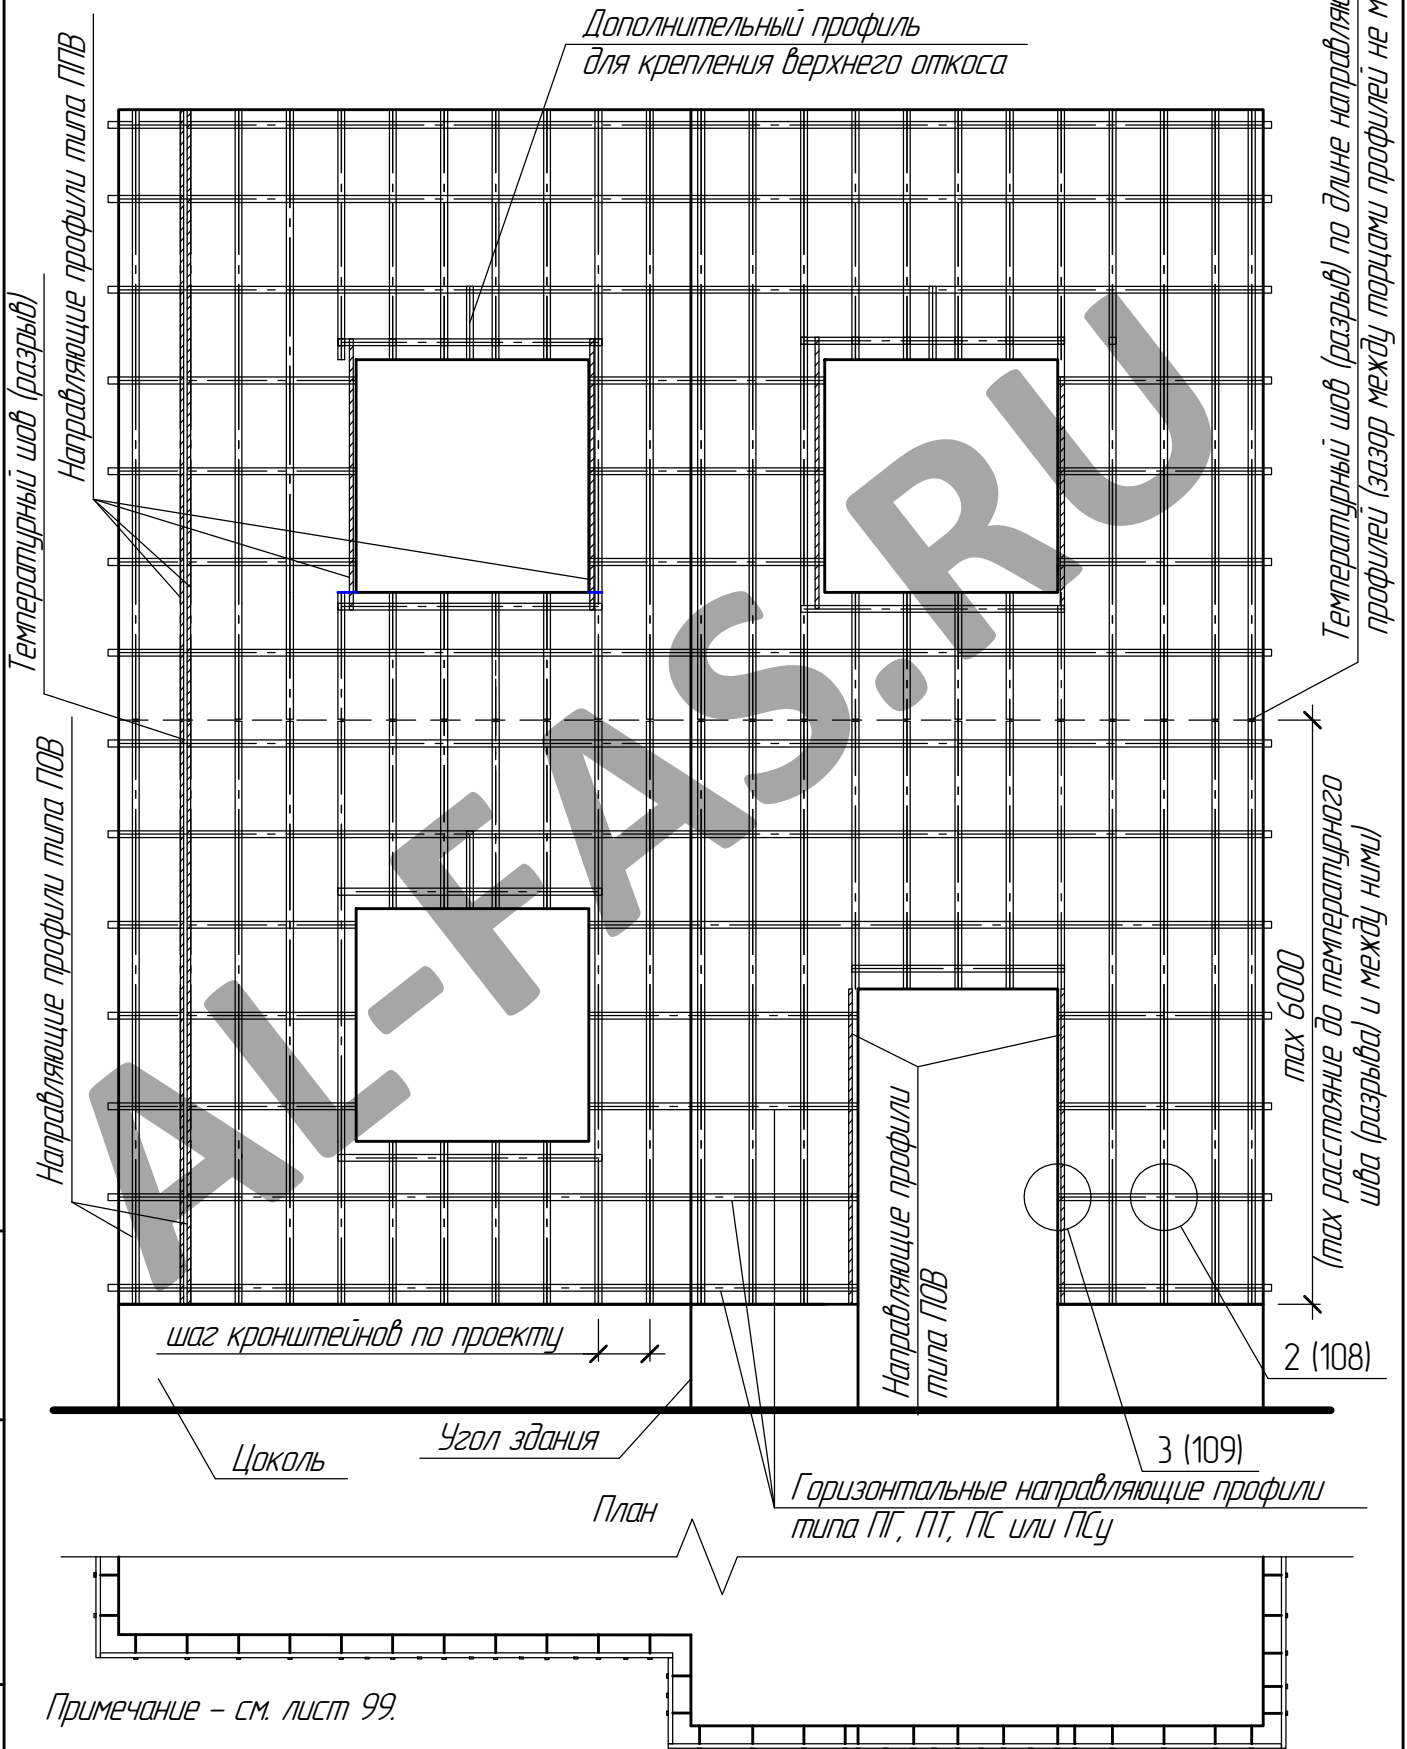 Дополнительный профиль
для крепления верхнего откоса
Направляющие профили типа ППВ
Температурный шов (разрыв)
Направляющие профили типа ПОВ
Температурный шов (разрыв) по длине
профилей (зазор между торцами профилей не
max 6000
(max расстояние до температурного
шва (разрыва) и между ними)
Направляющие профили
типа ПОВ
шаг кронштейнов по проекту
2 (108)
3 (109)
Цоколь
Угол здания
Горизонтальные направляющие профили
типа ПГ, ПТ, ПС или ПСу
План
Примечание – см. лист 99.
AL-FAS.RU